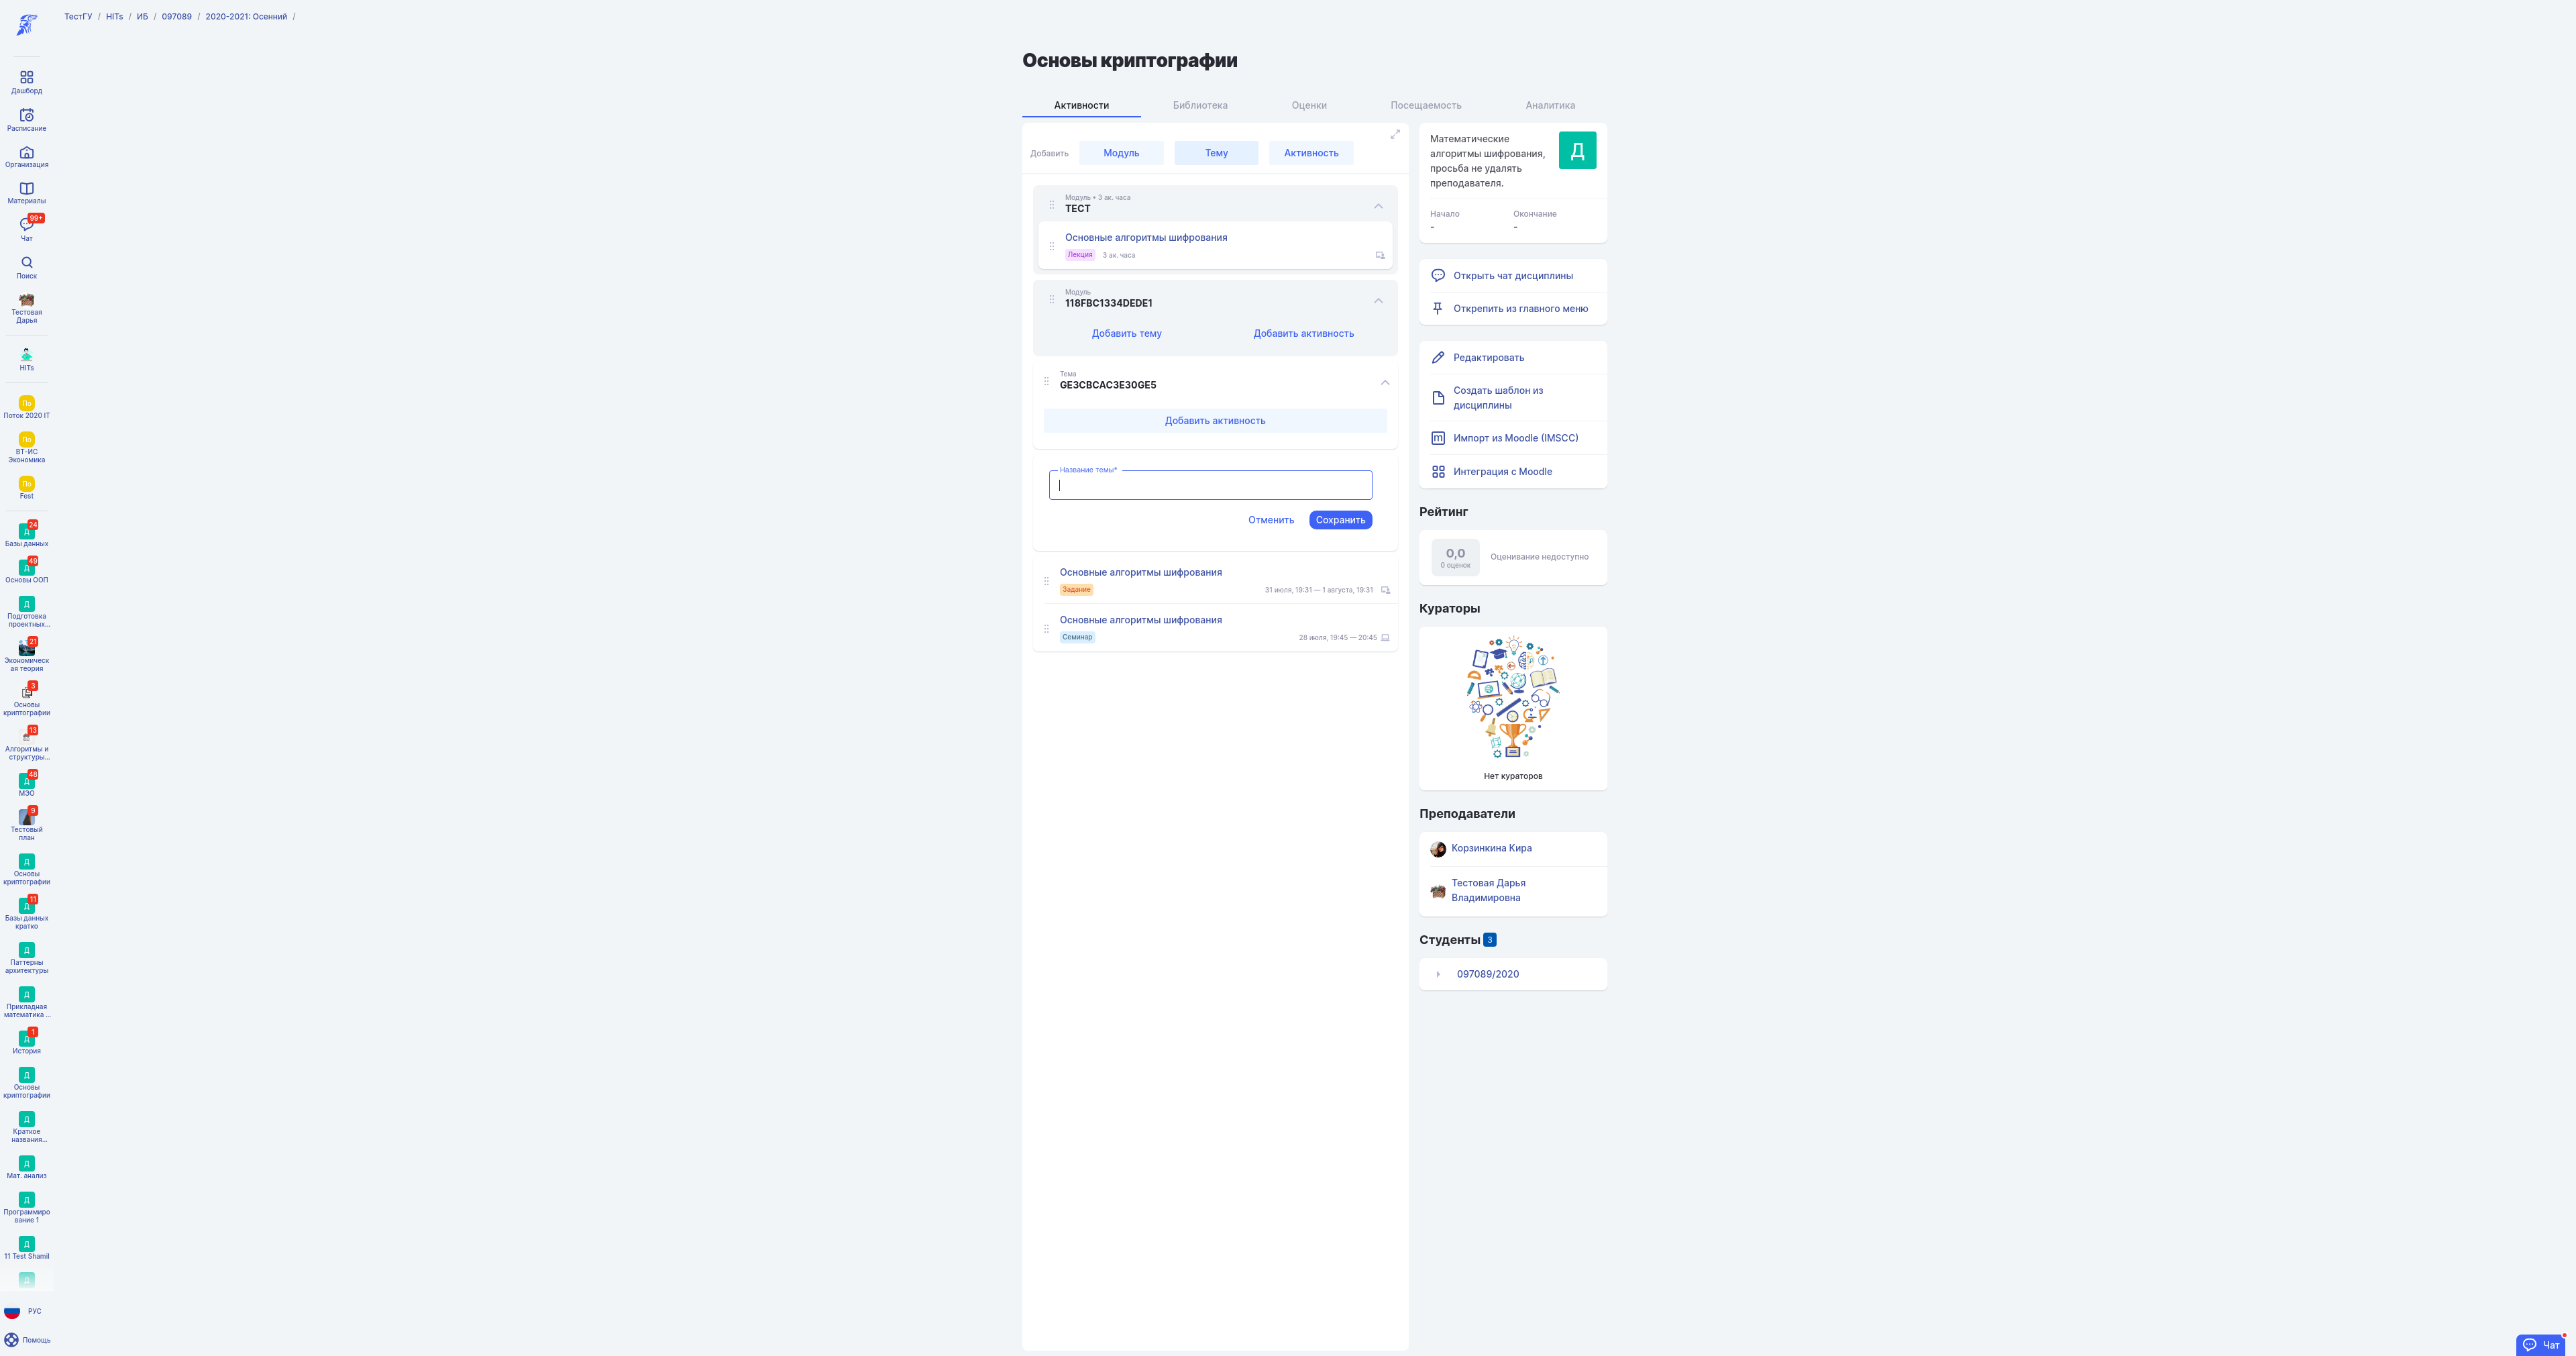 ТестГУ / HITs / ИБ / 097089 / 2020-2021: Осенний /
Дашборд
Расписание
Организация
Материалы
99+
Чат
Поиск
Тестовая
Дарья
HITs
По
Поток 2020 IT
По
ВТ-ИС
Экономика
По
Fest
24
Д
Базы данных
49
Д
Основы ООП
Д
Подготовка
проектных...
21
Экономическ
ая теория
3
Основы
криптографии
13
Алгоритмы и
структуры...
48
Д
МЭО
9
Тестовый
план
Д
Основы
криптографии
11
Д
Базы данных
кратко
Д
Паттерны
архитектуры
Д
Прикладная
математика ...
1
Д
История
Д
Основы
криптографии
Д
Краткое
названия...
Д
Мат. анализ
Д
Программиро
вание 1
Д
11 Test Shamil
Д
РУС
Помощь
Основы криптографии
Активности
Библиотека
Оценки
Посещаемость
Аналитика
Добавить
Модуль
Тему
Активность
Модуль • 3 ак. часа
ТЕСТ
Основные алгоритмы шифрования
Лекция
3 ак. часа
Модуль
118FBC1334DEDE1
Добавить тему
Добавить активность
Тема
GE3CBCAC3E30GE5
Добавить активность
Название темы*
Отменить
Сохранить
Основные алгоритмы шифрования
Задание
31 июля, 19:31 — 1 августа, 19:31
Основные алгоритмы шифрования
Семинар
28 июля, 19:45 — 20:45
Математические
алгоритмы шифрования,
просьба не удалять
преподавателя.
Д
Начало
Окончание
-
-
Открыть чат дисциплины
Открепить из главного меню
Редактировать
Создать шаблон из
дисциплины
Импорт из Moodle (IMSCC)
Интеграция с Moodle
Рейтинг
0,0
0 оценок
Оценивание недоступно
Кураторы
Нет кураторов
Преподаватели
Корзинкина Кира
Тестовая Дарья
Владимировна
Студенты 3
097089/2020
Чат